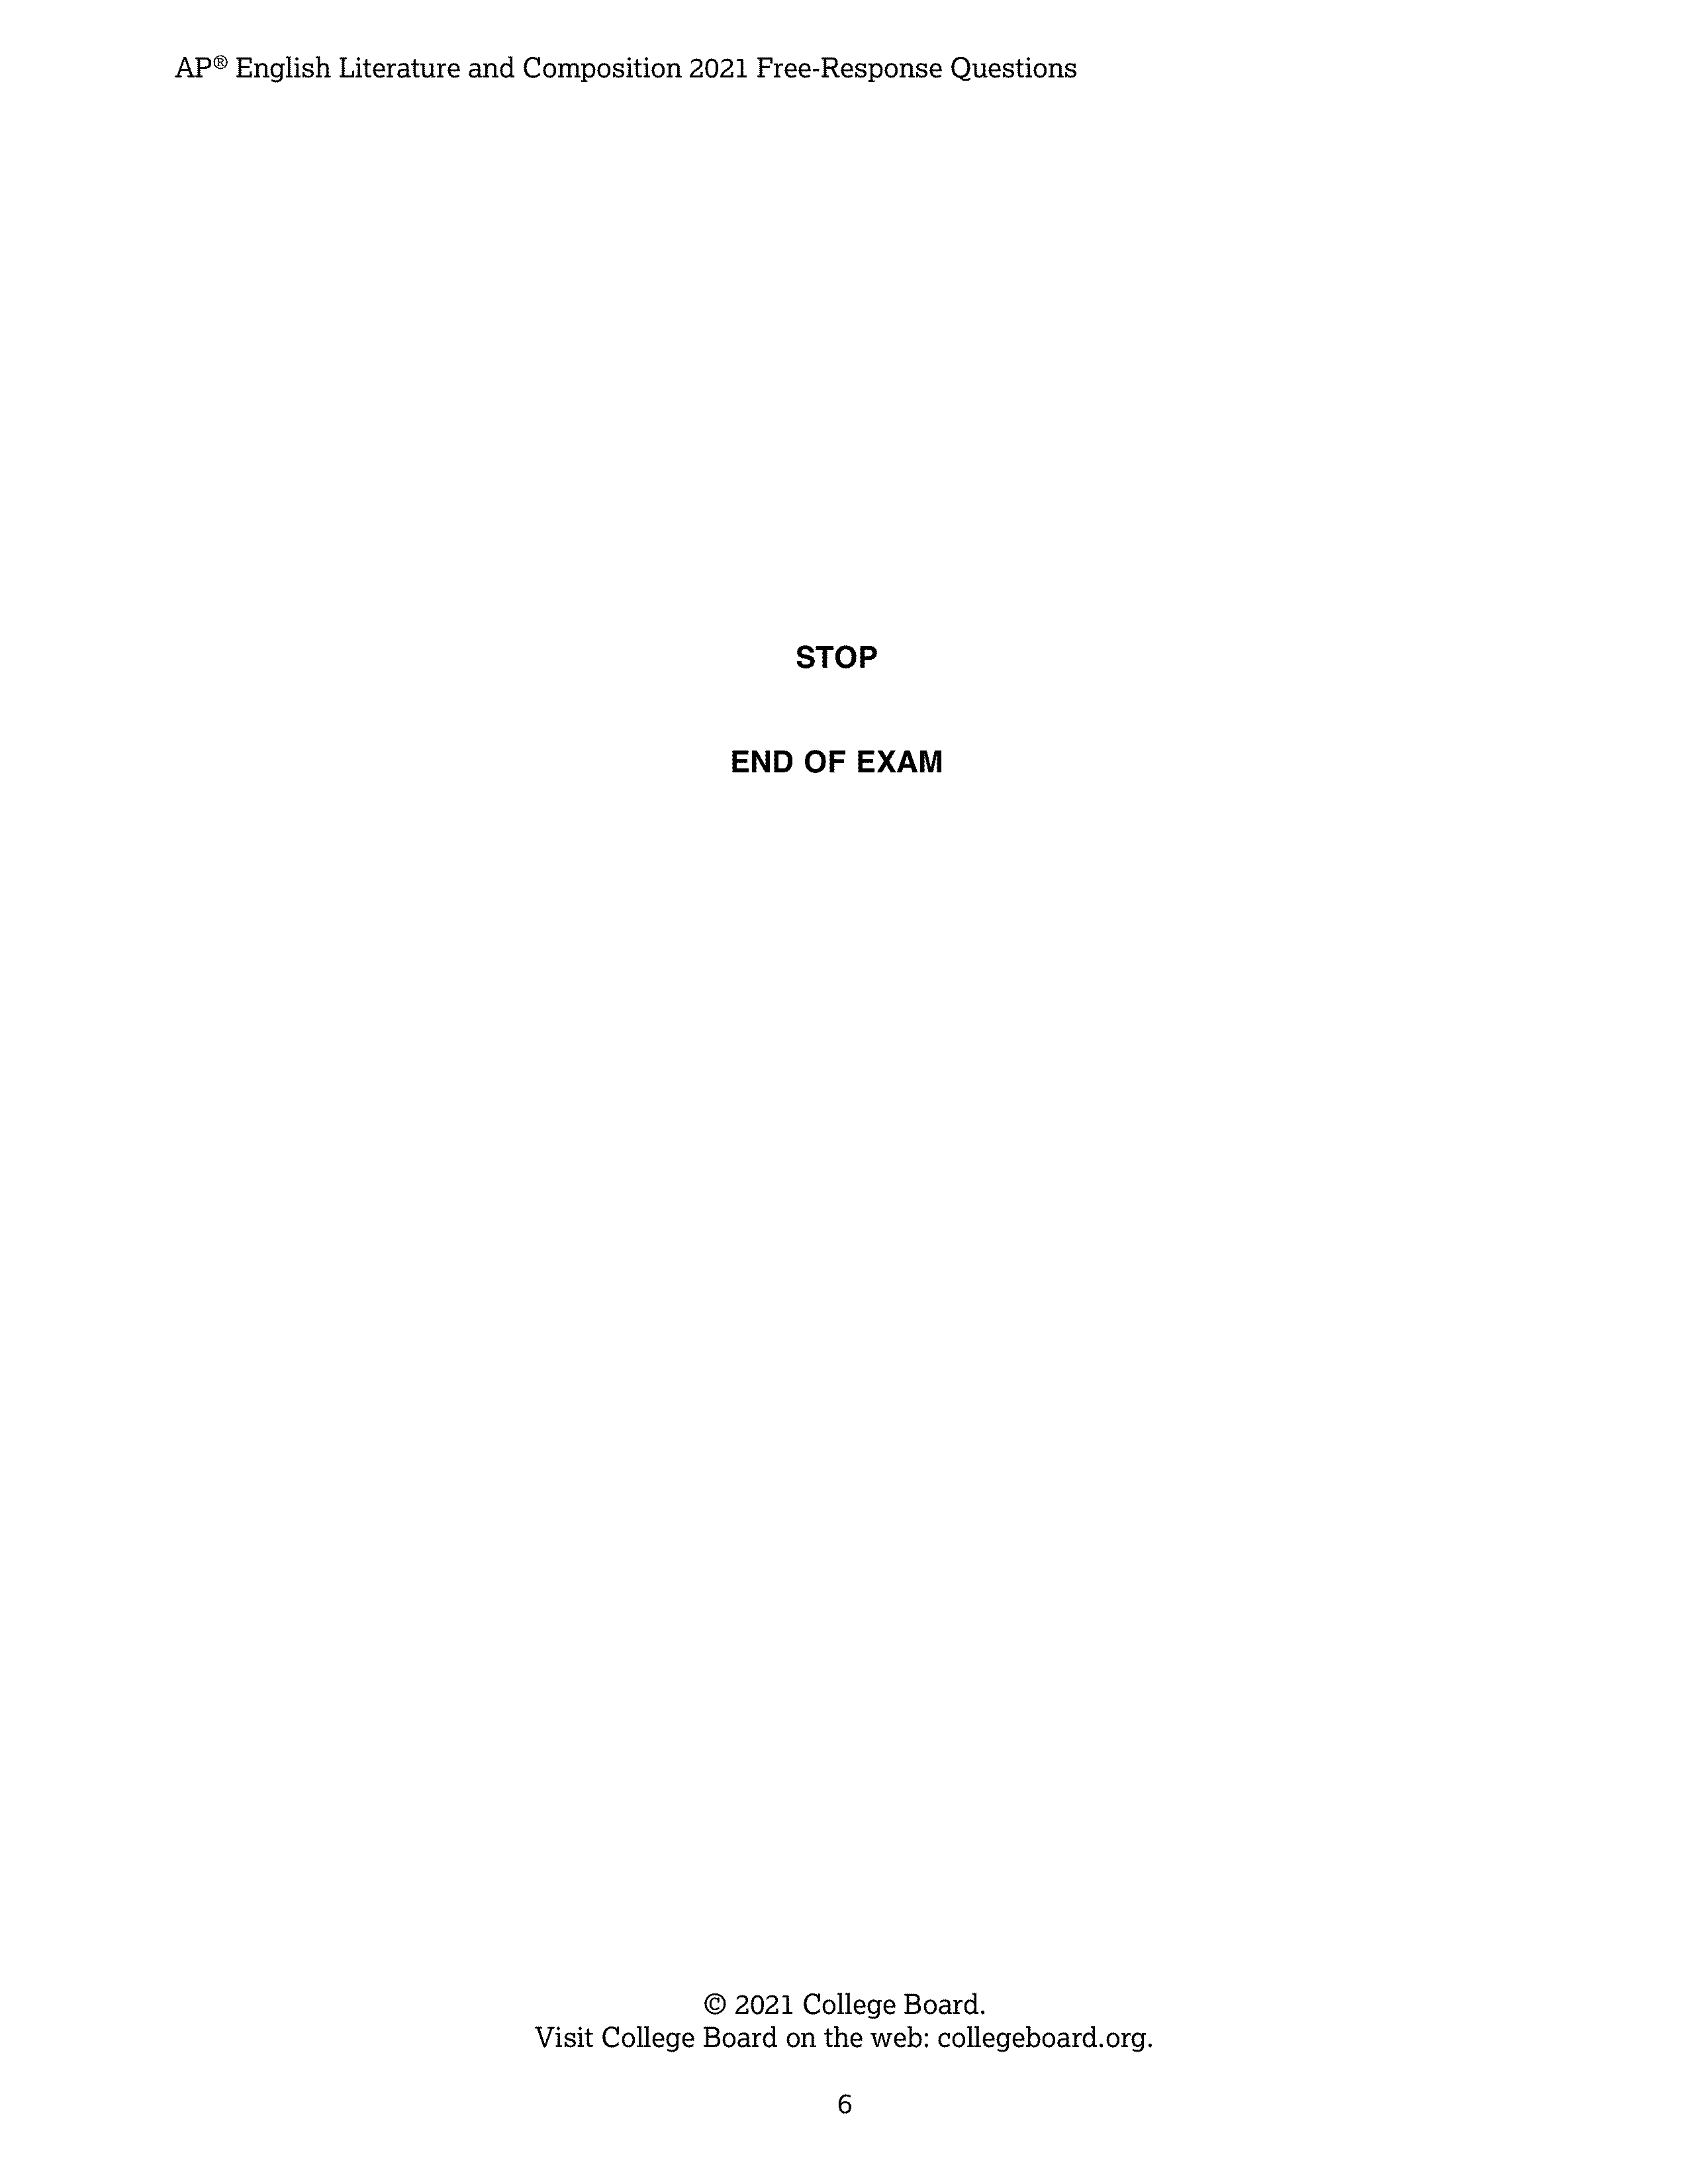 AP® English Literature and Composition 2021 Free-Response Questions
STOP
END OF EXAM
© 2021 College Board.
Visit College Board on the web: collegeboard.org.
6